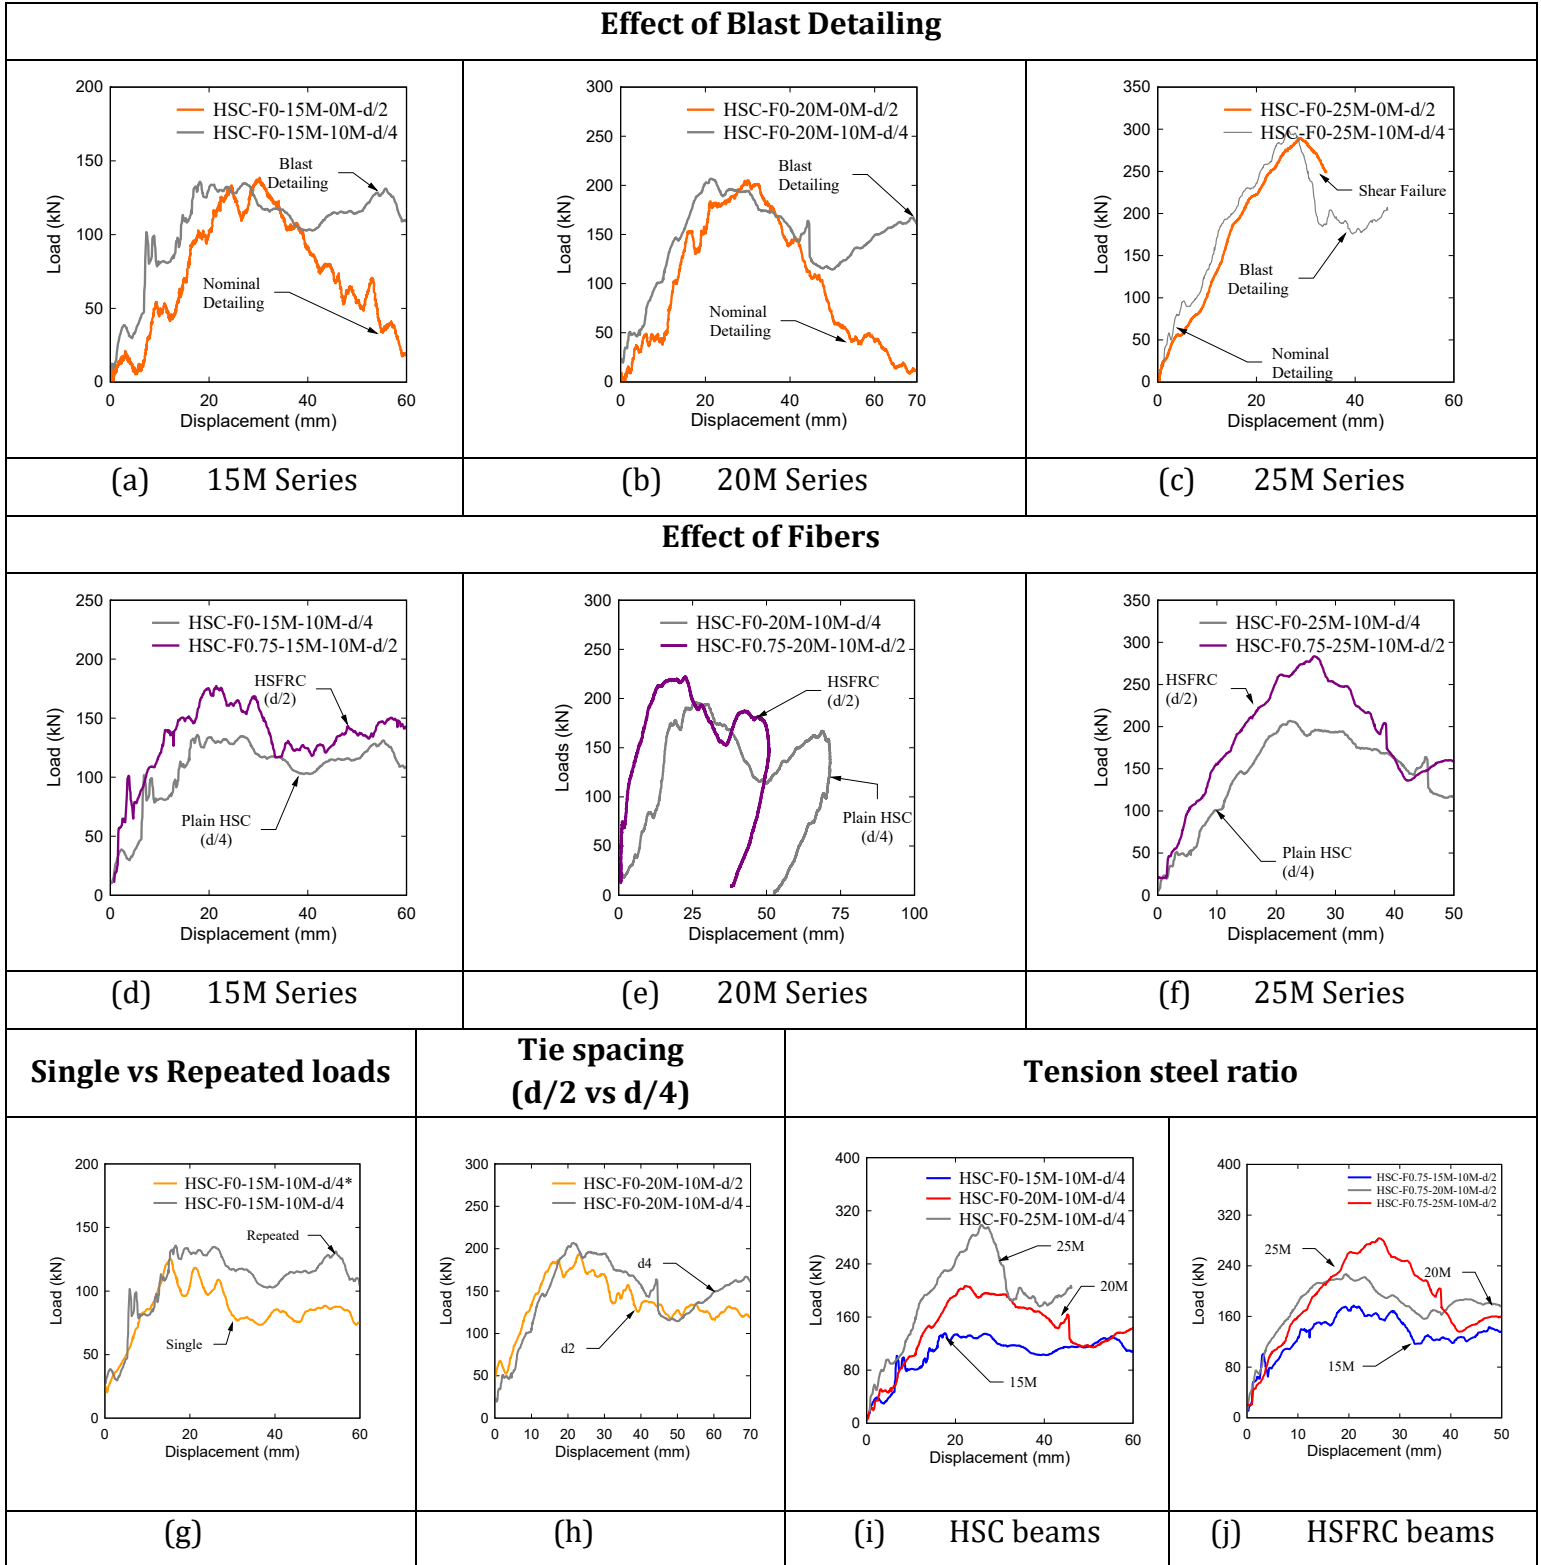 Effect of Blast Detailing
200
150
100
50
0
0
20
40
60
Load (kN)
Displacement (mm)
HSC-F0-15M-0M-d/2
HSC-F0-15M-10M-d/4
Blast
Detailing
Nominal
Detailing
300
250
200
150
100
50
0
0
10
20
30
40
50
60
70
Load (kN)
Displacement (mm)
HSC-F0-20M-0M-d/2
HSC-F0-20M-10M-d/4
Blast
Detailing
Nominal
Detailing
350
300
250
200
150
100
50
0
0
20
40
60
Load (kN)
Displacement (mm)
HSC-F0-25M-0M-d/2
HSC-F0-25M-10M-d/4
Shear Failure
Blast
Detailing
Nominal
Detailing
(a) 15M Series
(b) 20M Series
(c) 25M Series
Effect of Fibers
250
200
150
100
50
0
0
20
40
60
Load (kN)
Displacement (mm)
HSC-F0-15M-10M-d/4
HSC-F0.75-15M-10M-d/2
HSFRC
(d/2)
Plain HSC
(d/4)
300
250
200
150
100
50
0
0
25
50
75
100
Loads (kN)
Displacement (mm)
HSC-F0-20M-10M-d/4
HSC-F0.75-20M-10M-d/2
HSFRC
(d/2)
Plain HSC
(d/4)
350
300
250
200
150
100
50
0
0
10
20
30
40
50
Load (kN)
Displacement (mm)
HSC-F0-25M-10M-d/4
HSC-F0.75-25M-10M-d/2
HSFRC
(d/2)
Plain HSC
(d/4)
(d) 15M Series
(e) 20M Series
(f) 25M Series
Single vs Repeated loads
Tie spacing
(d/2 vs d/4)
Tension steel ratio
200
150
100
50
0
0
20
40
60
Load (kN)
Displacement (mm)
HSC-F0-15M-10M-d/4*
HSC-F0-15M-10M-d/4
Repeated
Single
300
250
200
150
100
50
0
0
10
20
30
40
50
60
70
Load (kN)
Displacement (mm)
HSC-F0-20M-10M-d/2
HSC-F0-20M-10M-d/4
d4
d2
400
320
240
160
80
0
0
20
40
60
Load (kN)
Displacement (mm)
HSC-F0-15M-10M-d/4
HSC-F0-20M-10M-d/4
HSC-F0-25M-10M-d/4
25M
20M
15M
400
320
240
160
80
0
0
10
20
30
40
50
Load (kN)
Displacement (mm)
HSC-F0.75-15M-10M-d/2
HSC-F0.75-20M-10M-d/2
HSC-F0.75-25M-10M-d/2
25M
20M
15M
(g)
(h)
(i) HSC beams
(j) HSFRC beams